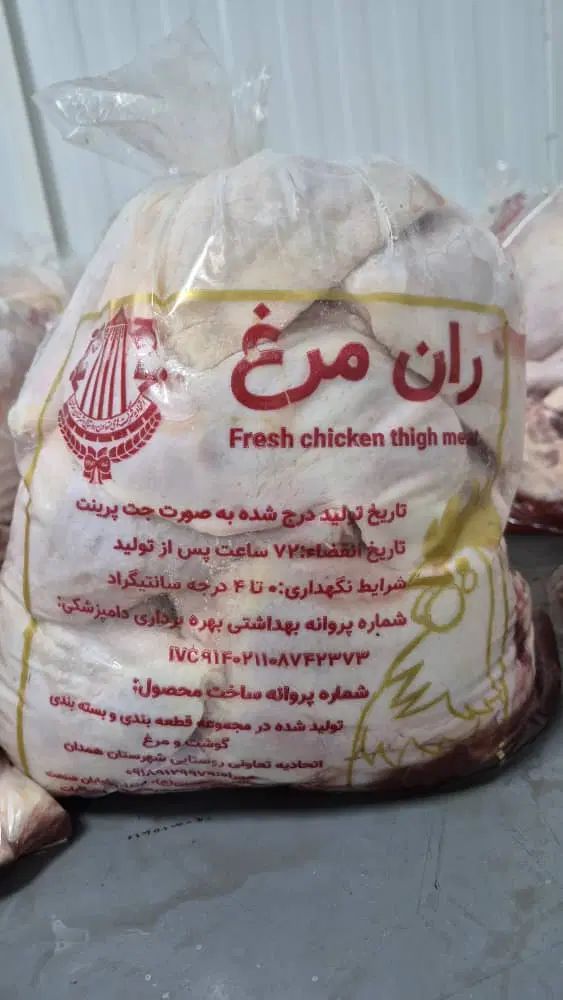 ران مرغ
Fresh chicken thigh meat
تاریخ تولید درج شده به صورت جت پرینت
تاریخ انقضاء:۷۲ ساعت پس از تولید
شرایط نگهداری:۰ تا ۴ درجه سانتیگراد
شماره پروانه بهداشتی بهره برداری دامپزشکی:
IVC۹۱۴۰۲۱۱۰۸۷۴۲۳۷۳
شماره پروانه ساخت محصول:
تولید شده در مجموعه قطعه بندی و بسته بندی
گوشت و مرغ
اتحادیه تعاونی روستایی شهرستان همدان